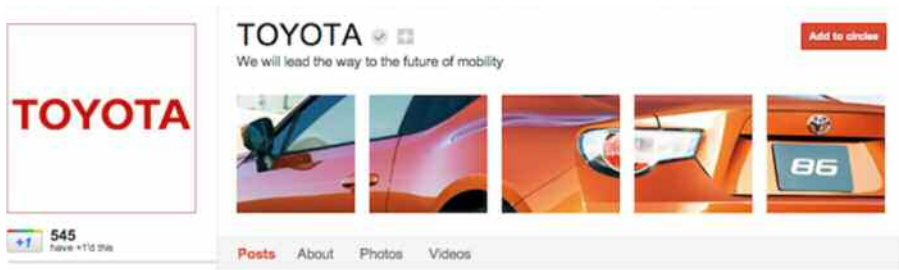 TOYOTA
We will lead the way to the future of mobility
Add to circles
TOYOTA
86
+1
545
have +1'd this
Posts About Photos Videos